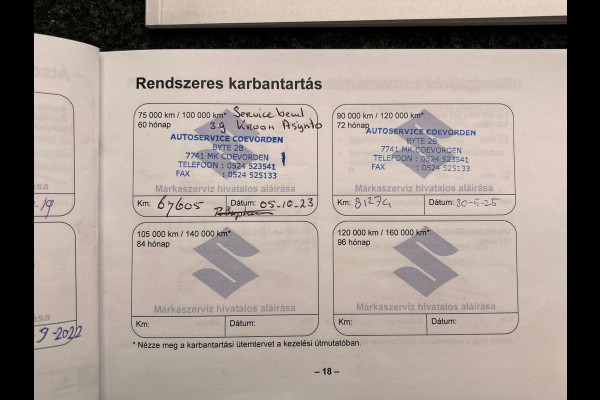 Rendszeres karbantartás
75 000 km / 100 000 km* Service beurt
60 hónap 3g Kroon Asynto
AUTOSERVICE COEVORDEN
BYTE 2B
7741 MK COEVORDEN
TELEFOON : 0524 523541
FAX : 0524 525133
Márkaszerviz hivatalos aláírása
Km: 67605 Dátum: 05-10-23
90 000 km / 120 000 km*
72 hónap
AUTOSERVICE COEVORDEN
BYTE 2B
7741 MK COEVORDEN
TELEFOON : 0524 523541
FAX : 0524 525133
Márkaszerviz hivatalos aláírása
Km: 81274 Dátum: 30-5-25
105 000 km / 140 000 km*
84 hónap
Márkaszerviz hivatalos aláírása
Km: Dátum:
120 000 km / 160 000 km*
96 hónap
Márkaszerviz hivatalos aláírása
Km: Dátum:
* Nézze meg a karbantartási ütemtervet a kezelési útmutatóban.
– 18 –
-19
9-2022